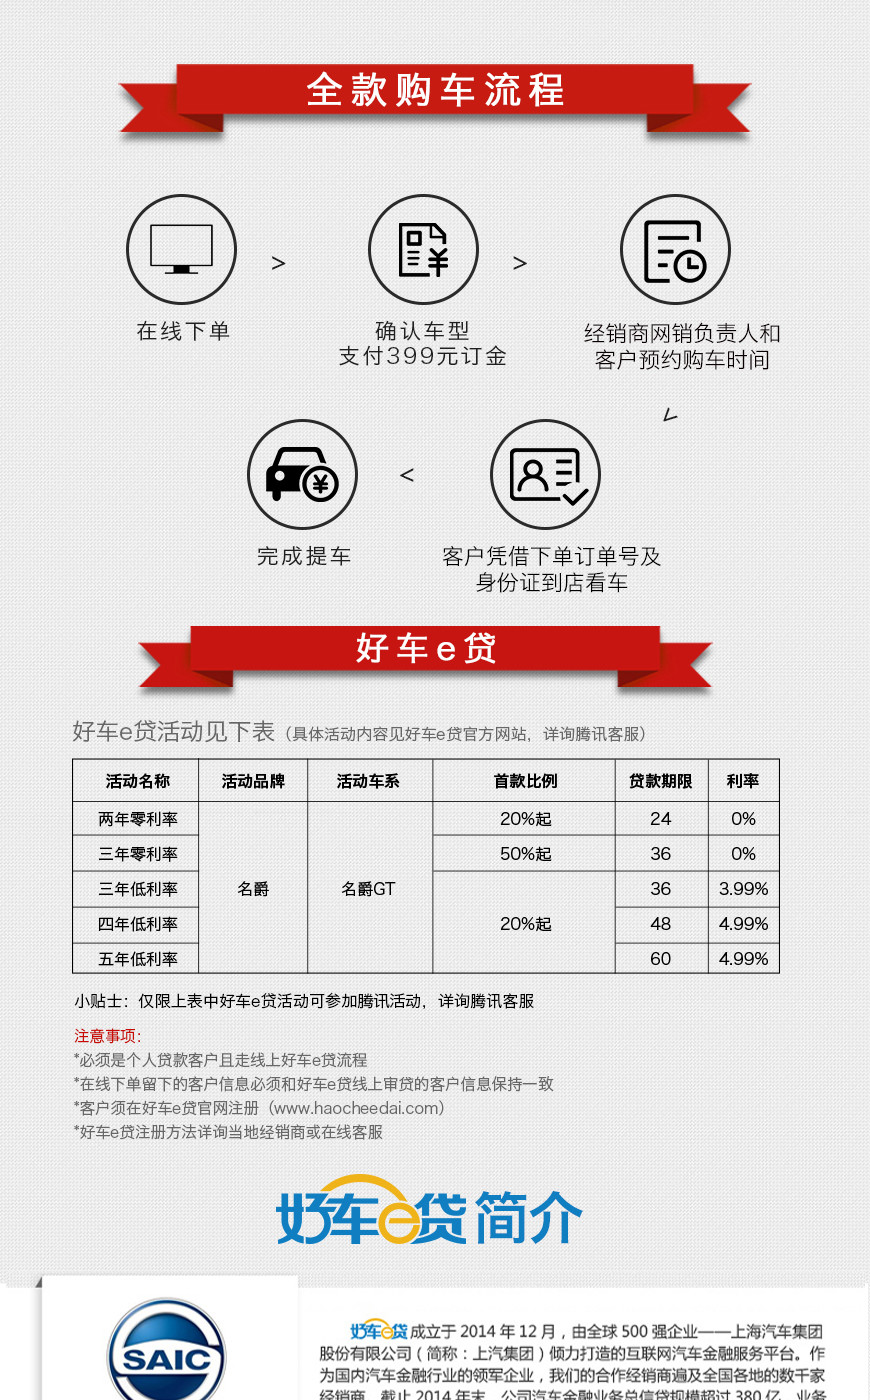 全款购车流程
>
>
在线下单
确认车型
支付399元订金
经销商网销负责人和
客户预约购车时间
<
完成提车
客户凭借下单订单号及
身份证到店看车
好车e贷
好车e贷活动见下表（具体活动内容见好车e贷官方网站，详询腾讯客服）
活动名称 活动品牌 活动车系 首款比例 贷款期限 利率
两年零利率 20%起 24 0%
三年零利率 50%起 36 0%
三年低利率 名爵 名爵GT 36 3.99%
四年低利率 20%起 48 4.99%
五年低利率 60 4.99%
小贴士：仅限上表中好车e贷活动可参加腾讯活动，详询腾讯客服
注意事项：
*必须是个人贷款客户且走线上好车e贷流程
*在线下单留下的客户信息必须和好车e贷线上审贷的客户信息保持一致
*客户须在好车e贷官网注册（www.haocheedai.com）
*好车e贷注册方法详询当地经销商或在线客服
好车e贷 简介
SAIC
好车e贷 成立于 2014 年 12 月，由全球 500 强企业——上海汽车集团
股份有限公司（简称：上汽集团）倾力打造的互联网汽车金融服务平台。作
为国内汽车金融行业的领军企业，我们的合作经销商遍及全国各地的数千家
经销商，截止 2014 年末，公司汽车金融业务总信贷规模超过 380 亿，业务